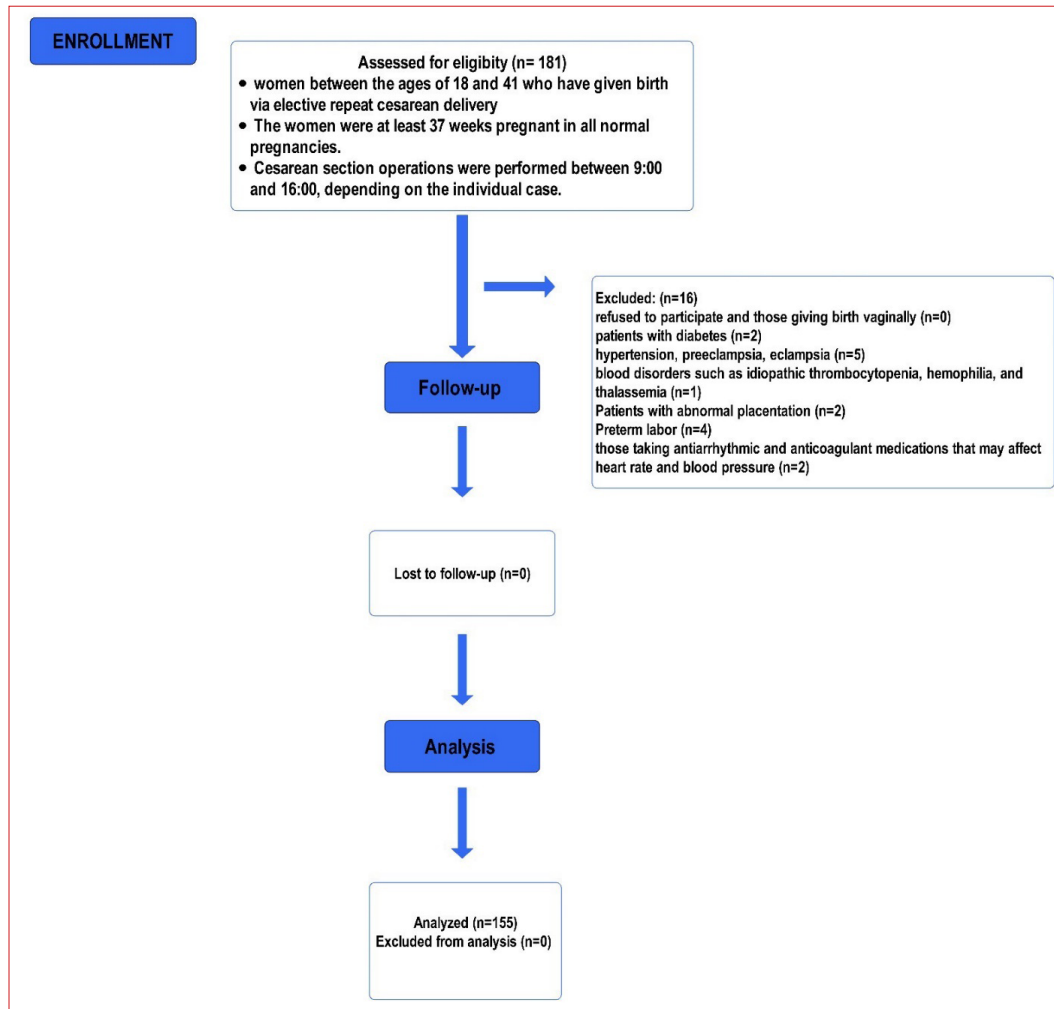 ENROLLMENT
Assessed for eligibity (n= 181)
• women between the ages of 18 and 41 who have given birth
via elective repeat cesarean delivery
• The women were at least 37 weeks pregnant in all normal
pregnancies.
• Cesarean section operations were performed between 9:00
and 16:00, depending on the individual case.
Excluded: (n=16)
refused to participate and those giving birth vaginally (n=0)
patients with diabetes (n=2)
hypertension, preeclampsia, eclampsia (n=5)
blood disorders such as idiopathic thrombocytopenia, hemophilia, and
thalassemia (n=1)
Patients with abnormal placentation (n=2)
Preterm labor (n=4)
those taking antiarrhythmic and anticoagulant medications that may affect
heart rate and blood pressure (n=2)
Follow-up
Lost to follow-up (n=0)
Analysis
Analyzed (n=155)
Excluded from analysis (n=0)